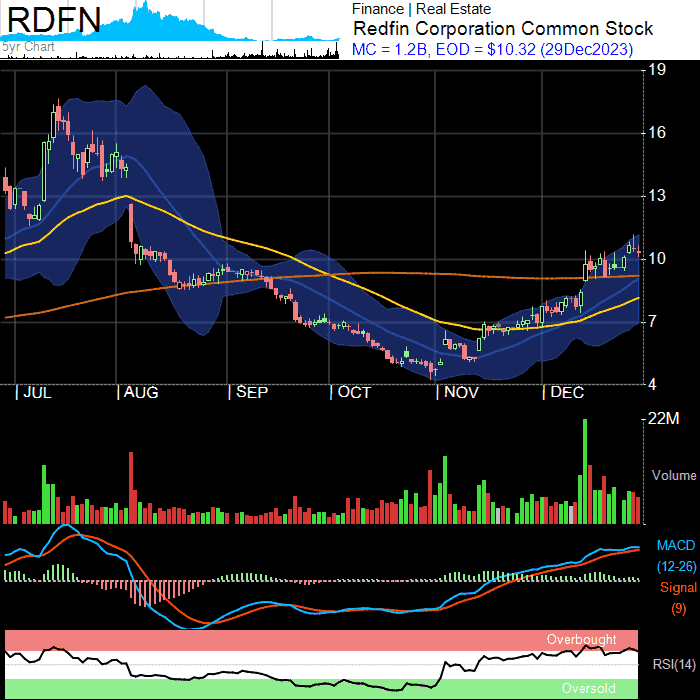 RDFN
5yr Chart
Finance | Real Estate
Redfin Corporation Common Stock
MC = 1.2B, EOD = $10.32 (29Dec2023)
19
16
13
10
7
4
JUL AUG SEP OCT NOV DEC
22M
Volume
MACD
(12-26)
Signal
(9)
Overbought
RSI(14)
Oversold